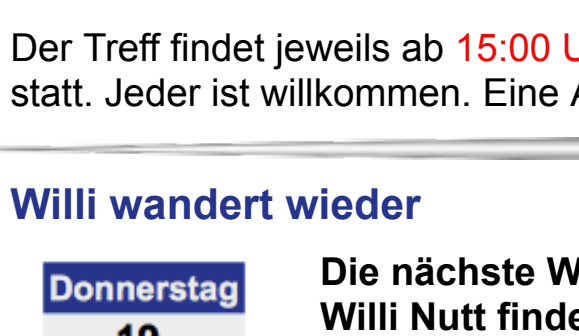 Der Treff findet jeweils ab 15:00
statt. Jeder ist willkommen. Eine
Willi wandert wieder
Donnerstag
Die nächste
Willi Nutt